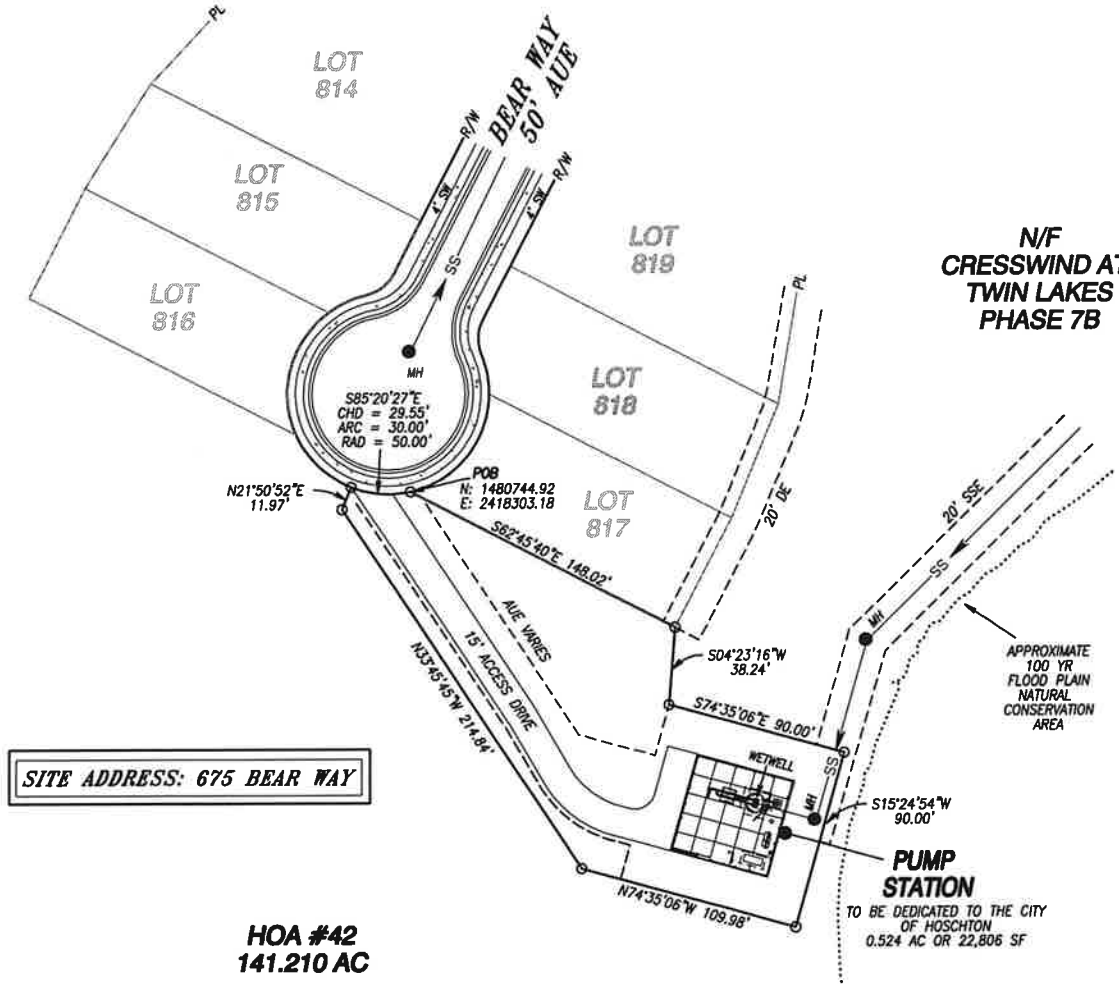 PL
LOT
814
BEAR WAY
50' AUE
R/W
R/W
4' SW
4' SW
LOT
815
SS
LOT
819
N/F
CRESSWIND AT
TWIN LAKES
PHASE 7B
LOT
816
PL
MH
LOT
818
S85°20'27"E
CHD = 29.55'
ARC = 30.00'
RAD = 50.00'
POB
N: 1480744.92
E: 2418303.18
N21°50'52"E
11.97'
LOT
817
20' DE
20' SSE
SS
S62°45'40"E 148.02'
MH
AUE VARIES
15' ACCESS DRIVE
N33°45'45"W 214.84'
S04°23'16"W
38.24'
APPROXIMATE
100 YR
FLOOD PLAIN
NATURAL
CONSERVATION
AREA
S74°35'06"E 90.00'
SITE ADDRESS: 675 BEAR WAY
WETWELL
SS
MH
S15°24'54"W
90.00'
PUMP
STATION
TO BE DEDICATED TO THE CITY
OF HOSCHTON
0.524 AC OR 22,806 SF
N74°35'06"W 109.98'
HOA #42
141.210 AC